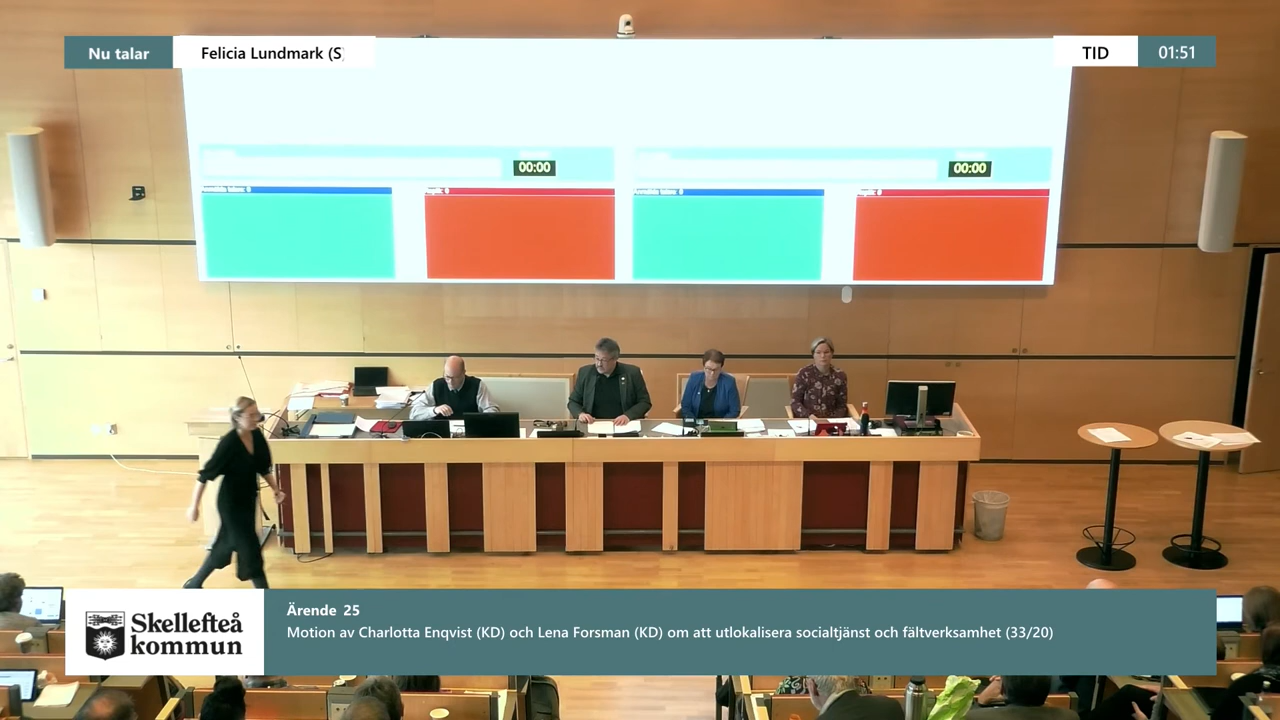 Nu talar
Felicia Lundmark (S
TID
01:51
00:00
00:00
Skellefteå
kommun
Ärende 25
Motion av Charlotta Enqvist (KD) och Lena Forsman (KD) om att utlokalisera socialtjänst och fältverksamhet (33/20)